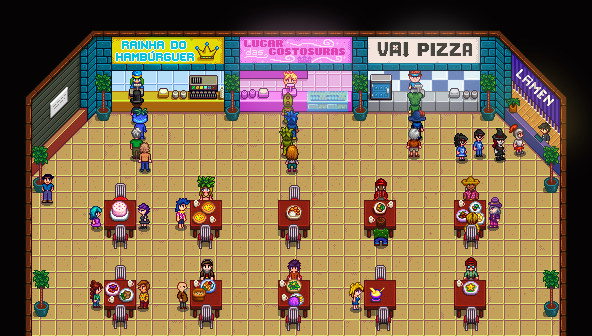 RAINHA DO
HAMBÚRGUER
LUGAR
das GOSTOSURAS
VAI PIZZA
LAMEN